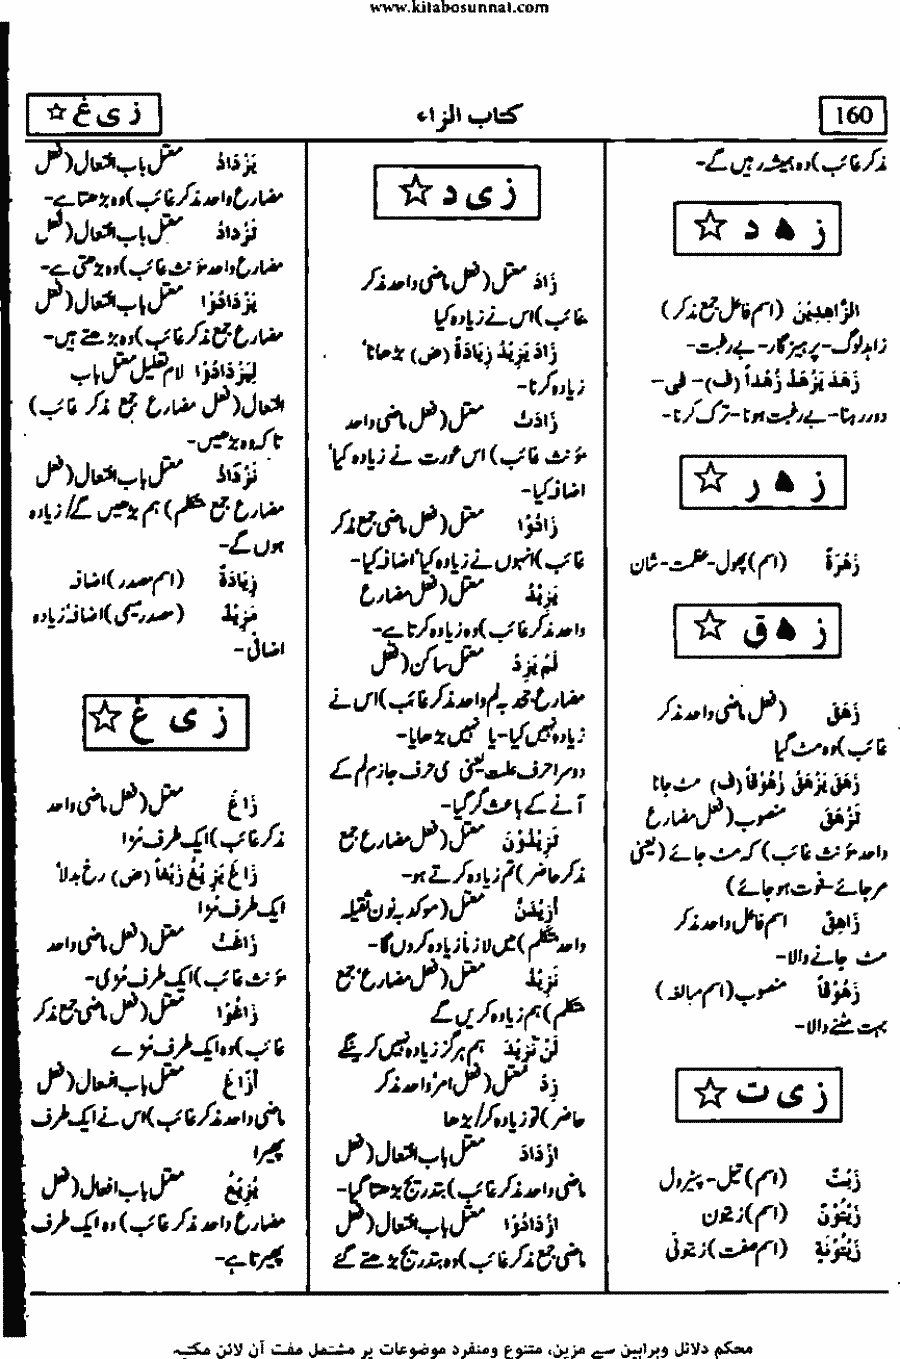 www.kitabosunnat.com
160
کتاب الزاء
ز ی غ ☆
مذکر غائب) وہ ہمیشہ رہیں گے۔
ز ھ د ☆
الزَّاهِدِيْنَ (اسم فاعل جمع مذکر)
زاہد لوگ۔ پرہیز گار۔ بے رغبت۔
زَهَدَ يَزْهَدُ زُهْداً (ف)۔ فی۔
دور رہنا۔ بے رغبت ہونا۔ ترک کرنا۔
ز ھ ر ☆
زَهْرَةً (اسم) پھول۔ عظمت۔ شان
ز ھ ق ☆
زَهَقَ (فعل ماضی واحد مذکر
غائب) وہ مٹ گیا
زَهَقَ يَزْهَقُ زُهُوْقاً (ف) مٹ جانا
تَزْهَقَ منصوب (فعل مضارع
واحد مؤنث غائب) کہ مٹ جائے (یعنی
مر جائے۔ فوت ہو جائے)
زَاهِقٌ اسم فاعل واحد مذکر
مٹ جانے والا۔
زَهُوْقاً منصوب (اسم مبالغہ)
بہت مٹنے والا۔
ز ی ت ☆
زَيْتٌ (اسم) تیل۔ پیٹرول
زَيْتُوْنٌ (اسم) زیتون
زَيْتُوْنَةٍ (اسم صفت) زیتونی
ز ی د ☆
زَادَ معتل (فعل ماضی واحد مذکر
غائب) اس نے زیادہ کیا
زَادَ يَزِيْدُ زِيَادَةً (ض) بڑھانا'
زیادہ کرنا۔
زَادَتْ معتل (فعل ماضی واحد
مؤنث غائب) اس عورت نے زیادہ کیا'
اضافہ کیا۔
زَادُوْا معتل (فعل ماضی جمع مذکر
غائب) انہوں نے زیادہ کیا' اضافہ کیا۔
يَزِيْدُ معتل (فعل مضارع
واحد مذکر غائب) وہ زیادہ کرتا ہے۔
لَمْ يَزِدْ معتل ساکن (فعل
مضارع۔ جحد بہ لم واحد مذکر غائب) اس نے
زیادہ نہیں کیا۔ یا نہیں بڑھایا۔
دوسرا حرف علت یعنی ی حرف جازم لم کے
آنے کے باعث گر گیا۔
تَزِيْدُوْنَ معتل (فعل مضارع جمع
مذکر حاضر) تم زیادہ کرتے ہو۔
أَزِيْدَنَّ معتل (موکد بہ نون ثقیلہ
واحد متکلم) میں لازماً زیادہ کروں گا۔
نَزِيْدُ معتل (فعل مضارع' جمع
متکلم) ہم زیادہ کریں گے
لَنْ نَزِيْدَ ہم ہرگز زیادہ نہیں کرینگے
زِدْ معتل (فعل امر' واحد مذکر
حاضر) تو زیادہ کر/ بڑھا
ازْدَادَ معتل باب افتعال (فعل
ماضی واحد مذکر غائب) بتدریج بڑھتا گیا۔
ازْدَادُوْا معتل باب افتعال (فعل
ماضی جمع مذکر غائب) وہ بتدریج بڑھتے گئے
يَزْدَادُ معتل باب افتعال (فعل
مضارع واحد مذکر غائب) وہ بڑھتا ہے۔
تَزْدَادُ معتل باب افتعال (فعل
مضارع واحد مؤنث غائب) وہ بڑھتی ہے۔
يَزْدَادُوْا معتل باب افتعال (فعل
مضارع جمع مذکر غائب) وہ بڑھتے ہیں۔
لِيَزْدَادُوْا لام تعلیل معتل باب
افتعال (فعل مضارع جمع مذکر غائب)
تاکہ وہ بڑھیں۔
نَزْدَادُ معتل باب افتعال (فعل
مضارع جمع متکلم) ہم بڑھیں گے/ زیادہ
ہوں گے۔
زِيَادَةٌ (اسم مصدر) اضافہ
مَزِيْدٌ (مصدر میمی) اضافہ' زیادہ
اضافی۔
ز ی غ ☆
زَاغَ معتل (فعل ماضی واحد
مذکر غائب) ایک طرف مُڑا
زَاغَ يَزِيْغُ زَيْغاً (ض) رخ بدلا'
ایک طرف مُڑا
زَاغَتْ معتل (فعل ماضی واحد
مؤنث غائب) ایک طرف مُڑی۔
زَاغُوْا معتل (فعل ماضی جمع مذکر
غائب) وہ ایک طرف مُڑے
أَزَاغَ معتل باب افعال (فعل
ماضی واحد مذکر غائب) اس نے ایک طرف
پھیرا
يُزِيْغُ معتل باب افعال (فعل
مضارع واحد مذکر غائب) وہ ایک طرف
پھیرتا ہے۔
محکم دلائل وبراہین سے مزین، متنوع ومنفرد موضوعات پر مشتمل مفت آن لائن مکتبہ